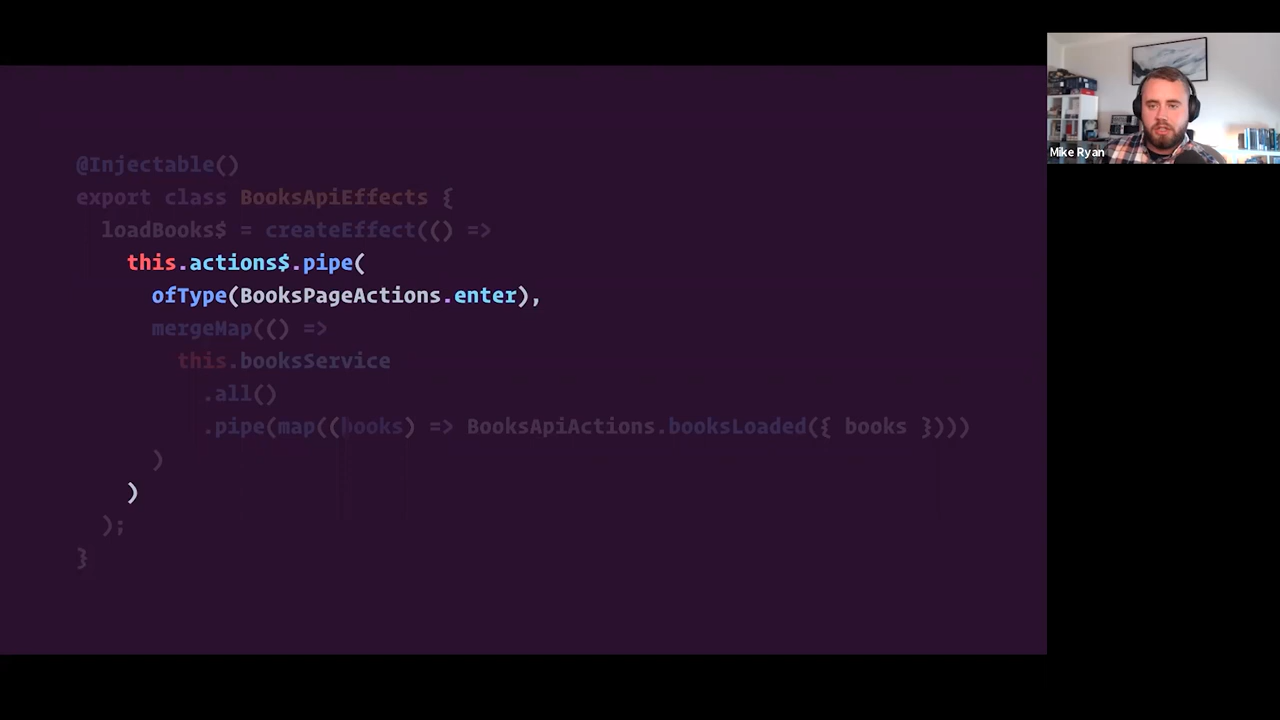 @Injectable()
export class BooksApiEffects {
loadBooks$ = createEffect(() =>
this.actions$.pipe(
ofType(BooksPageActions.enter),
mergeMap(() =>
this.booksService
.all()
.pipe(map((books) => BooksApiActions.booksLoaded({ books })))
)
)
);
}
Mike Ryan